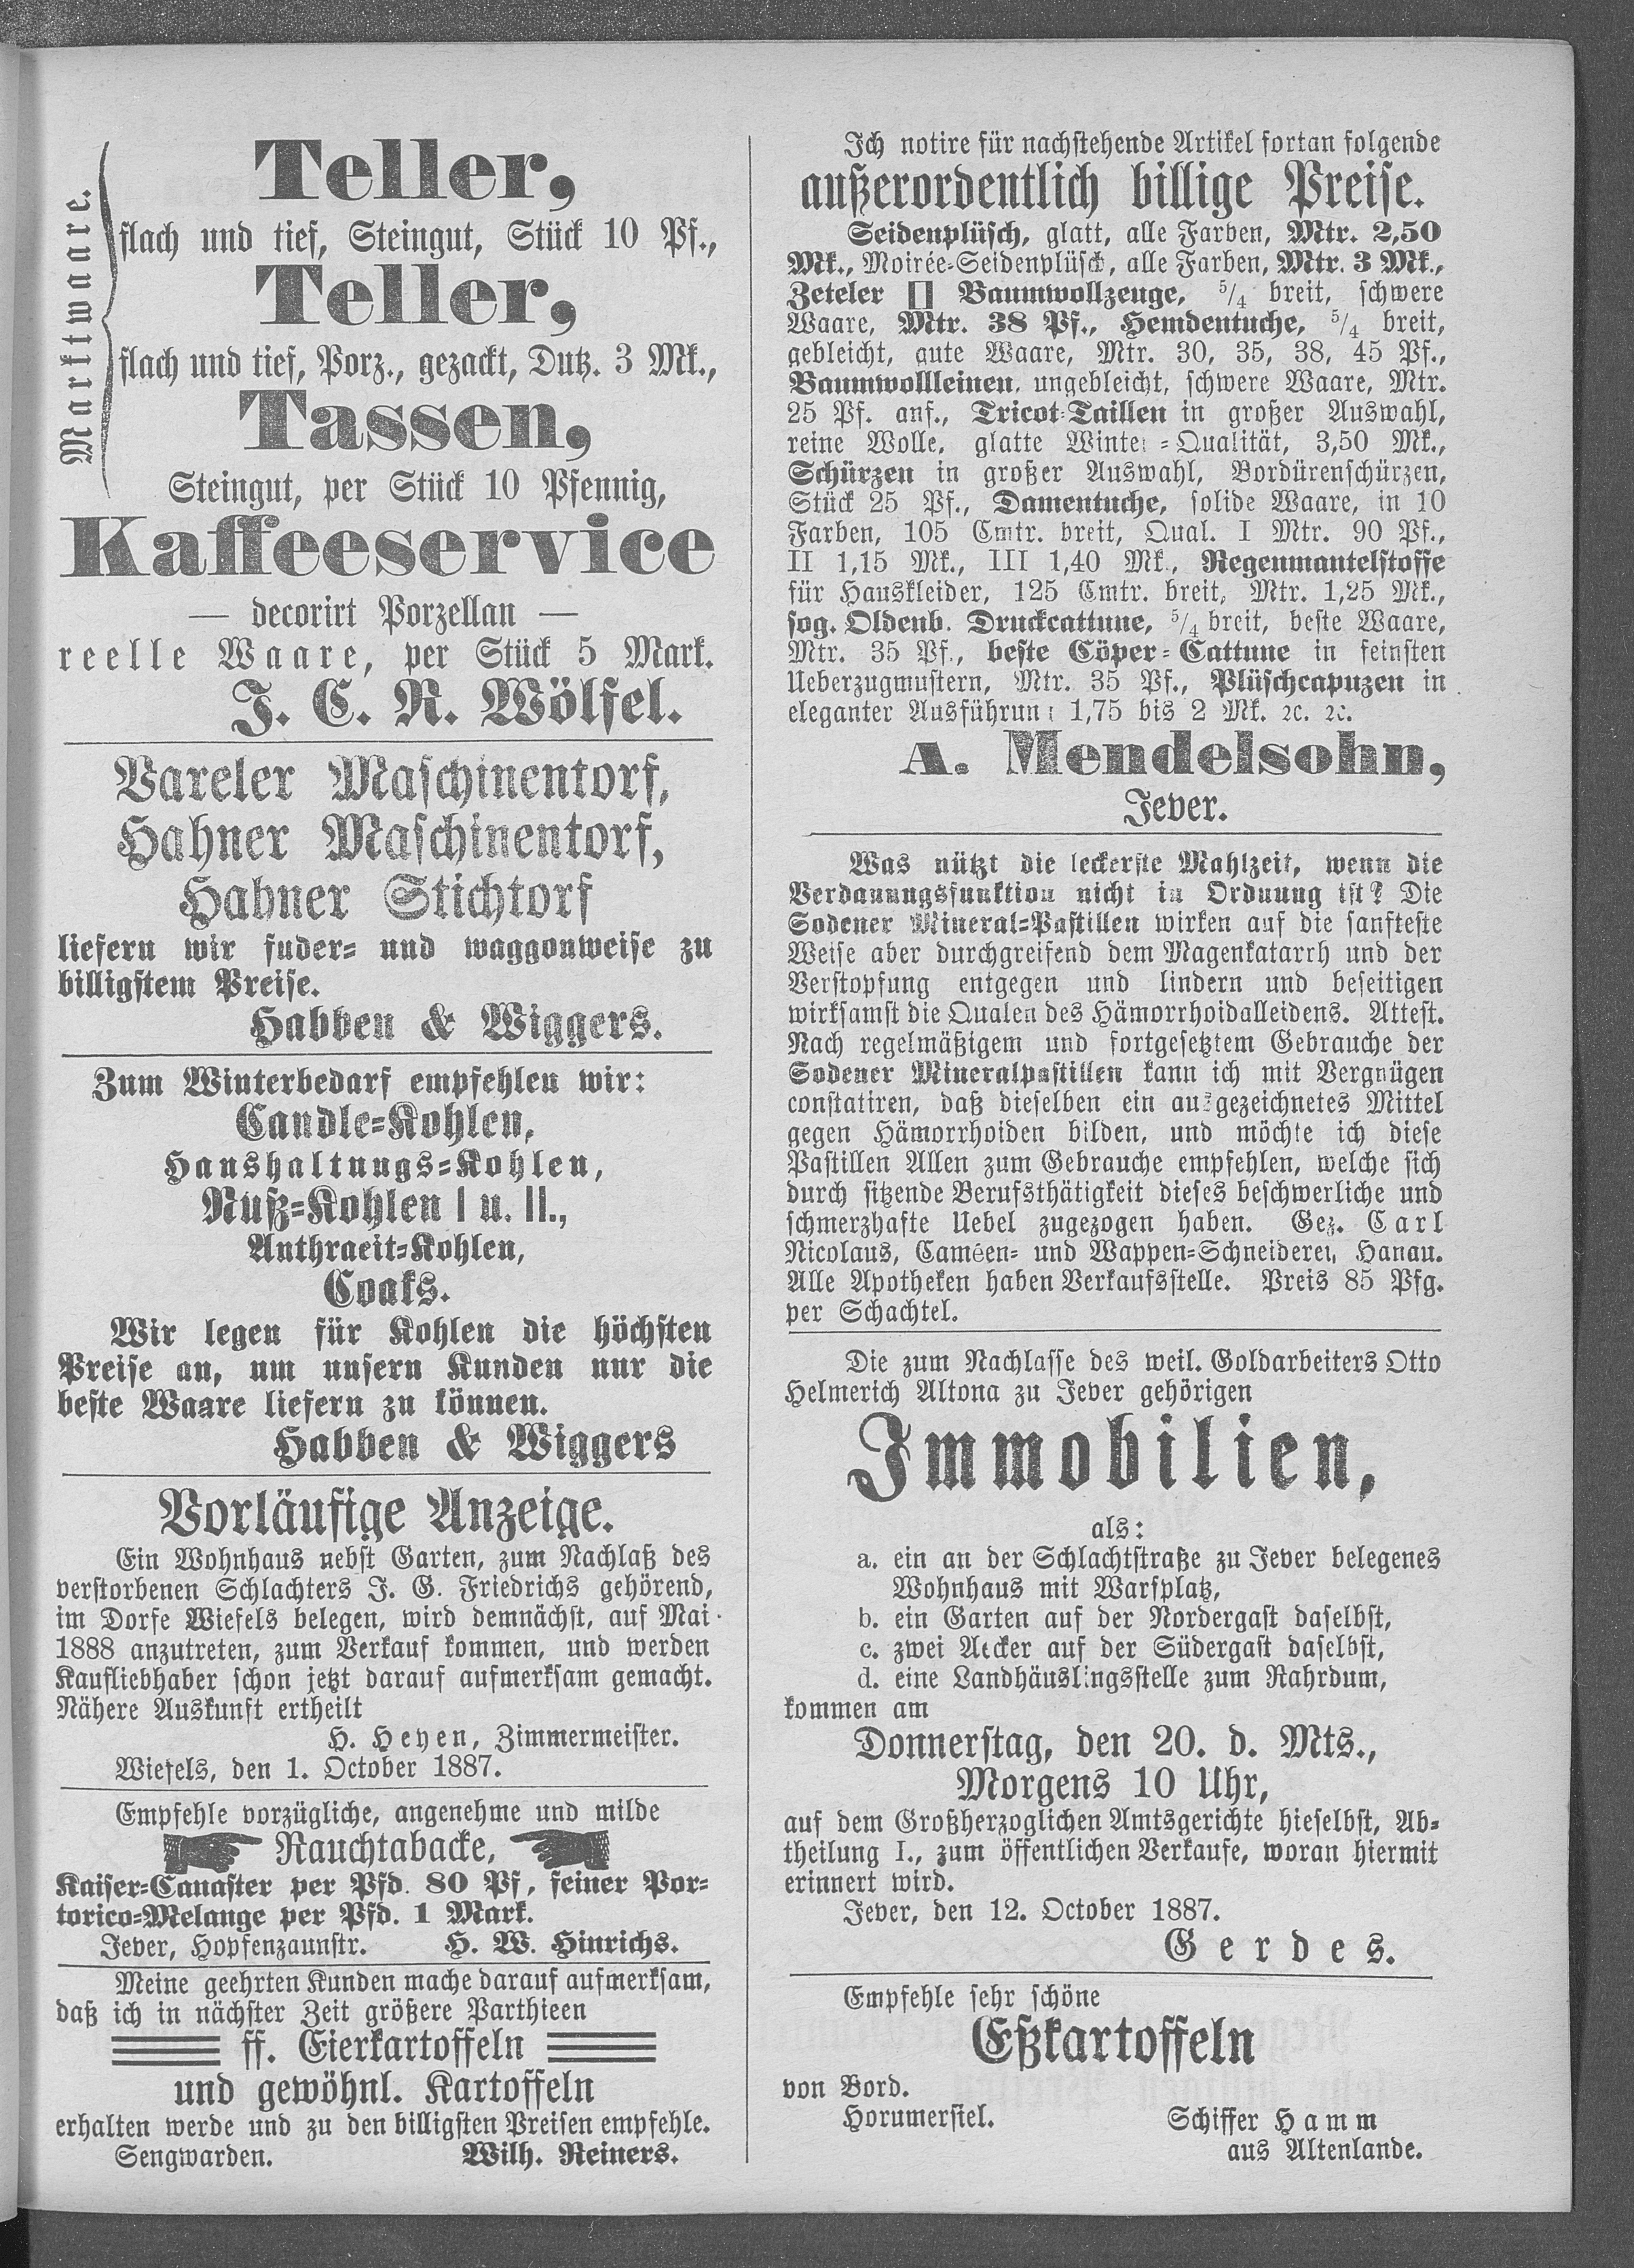 Marktwaare.
Teller,
flach und tief, Steingut, Stück 10 Pf.,
Teller,
flach und tief, Porz., gezackt, Dutz. 3 Mk.,
Tassen,
Steingut, per Stück 10 Pfennig,
Kaffeeservice
— decorirt Porzellan —
reelle Waare, per Stück 5 Mark.
J. C. R. Wölfel.
Vareler Maschinentorf,
Hahner Maschinentorf,
Hahner Stichtorf
liefern wir fuder- und waggonweise zu
billigstem Preise.
Habben & Wiggers.
Zum Winterbedarf empfehlen wir:
Candle-Kohlen,
Haushaltungs-Kohlen,
Nuß-Kohlen I u. II.,
Anthracit-Kohlen,
Coaks.
Wir legen für Kohlen die höchsten
Preise an, um unsern Kunden nur die
beste Waare liefern zu können.
Habben & Wiggers
Vorläufige Anzeige.
Ein Wohnhaus nebst Garten, zum Nachlaß des
verstorbenen Schlachters J. G. Friedrichs gehörend,
im Dorfe Wiefels belegen, wird demnächst, auf Mai
1888 anzutreten, zum Verkauf kommen, und werden
Kaufliebhaber schon jetzt darauf aufmerksam gemacht.
Nähere Auskunft ertheilt
H. Heyen, Zimmermeister.
Wiefels, den 1. October 1887.
Empfehle vorzügliche, angenehme und milde
Rauchtabacke,
Kaiser-Canaster per Pfd. 80 Pf, feiner Por-
torico-Melange per Pfd. 1 Mark.
Jever, Hopfenzaunstr. H. W. Hinrichs.
Meine geehrten Kunden mache darauf aufmerksam,
daß ich in nächster Zeit größere Parthieen
ff. Eierkartoffeln
und gewöhnl. Kartoffeln
erhalten werde und zu den billigsten Preisen empfehle.
Sengwarden. Wilh. Reiners.
Ich notire für nachstehende Artikel fortan folgende
außerordentlich billige Preise.
Seidenplüsch, glatt, alle Farben, Mtr. 2,50
Mk., Moirée-Seidenplüsch, alle Farben, Mtr. 3 Mk.,
Zeteler [] Baumwollzeuge, 5/4 breit, schwere
Waare, Mtr. 38 Pf., Hemdentuche, 5/4 breit,
gebleicht, gute Waare, Mtr. 30, 35, 38, 45 Pf.,
Baumwollleinen, ungebleicht, schwere Waare, Mtr.
25 Pf. anf., Tricot-Taillen in großer Auswahl,
reine Wolle, glatte Winter-Qualität, 3,50 Mk.,
Schürzen in großer Auswahl, Bordürenschürzen,
Stück 25 Pf., Damentuche, solide Waare, in 10
Farben, 105 Cmtr. breit, Qual. I Mtr. 90 Pf.,
II 1,15 Mk., III 1,40 Mk., Regenmantelstoffe
für Hauskleider, 125 Cmtr. breit, Mtr. 1,25 Mk.,
sog. Oldenb. Druckcattune, 5/4 breit, beste Waare,
Mtr. 35 Pf., beste Cöper-Cattune in feinsten
Ueberzugmustern, Mtr. 35 Pf., Plüschcapuzen in
eleganter Ausführung 1,75 bis 2 Mk. ꝛc. ꝛc.
A. Mendelsohn,
Jever.
Was nützt die leckerste Mahlzeit, wenn die
Verdauungsfunktion nicht in Ordnung ist? Die
Sodener Mineral-Pastillen wirken auf die sanfteste
Weise aber durchgreifend dem Magenkatarrh und der
Verstopfung entgegen und lindern und beseitigen
wirksamst die Qualen des Hämorrhoidalleidens. Attest.
Nach regelmäßigem und fortgesetztem Gebrauche der
Sodener Mineralpastillen kann ich mit Vergnügen
constatiren, daß dieselben ein ausgezeichnetes Mittel
gegen Hämorrhoiden bilden, und möchte ich diese
Pastillen Allen zum Gebrauche empfehlen, welche sich
durch sitzende Berufsthätigkeit dieses beschwerliche und
schmerzhafte Uebel zugezogen haben. Gez. Carl
Nicolaus, Caméen- und Wappen-Schneiderei, Hanau.
Alle Apotheken haben Verkaufsstelle. Preis 85 Pfg.
per Schachtel.
Die zum Nachlasse des weil. Goldarbeiters Otto
Helmerich Altona zu Jever gehörigen
Immobilien,
als:
a. ein an der Schlachtstraße zu Jever belegenes
Wohnhaus mit Warfplatz,
b. ein Garten auf der Nordergast daselbst,
c. zwei Aecker auf der Südergast daselbst,
d. eine Landhäuslingsstelle zum Rahrdum,
kommen am
Donnerstag, den 20. d. Mts.,
Morgens 10 Uhr,
auf dem Großherzoglichen Amtsgerichte hieselbst, Ab-
theilung I., zum öffentlichen Verkaufe, woran hiermit
erinnert wird.
Jever, den 12. October 1887.
Gerdes.
Empfehle sehr schöne
Eßkartoffeln
von Bord.
Horumersiel. Schiffer Hamm
aus Altenlande.